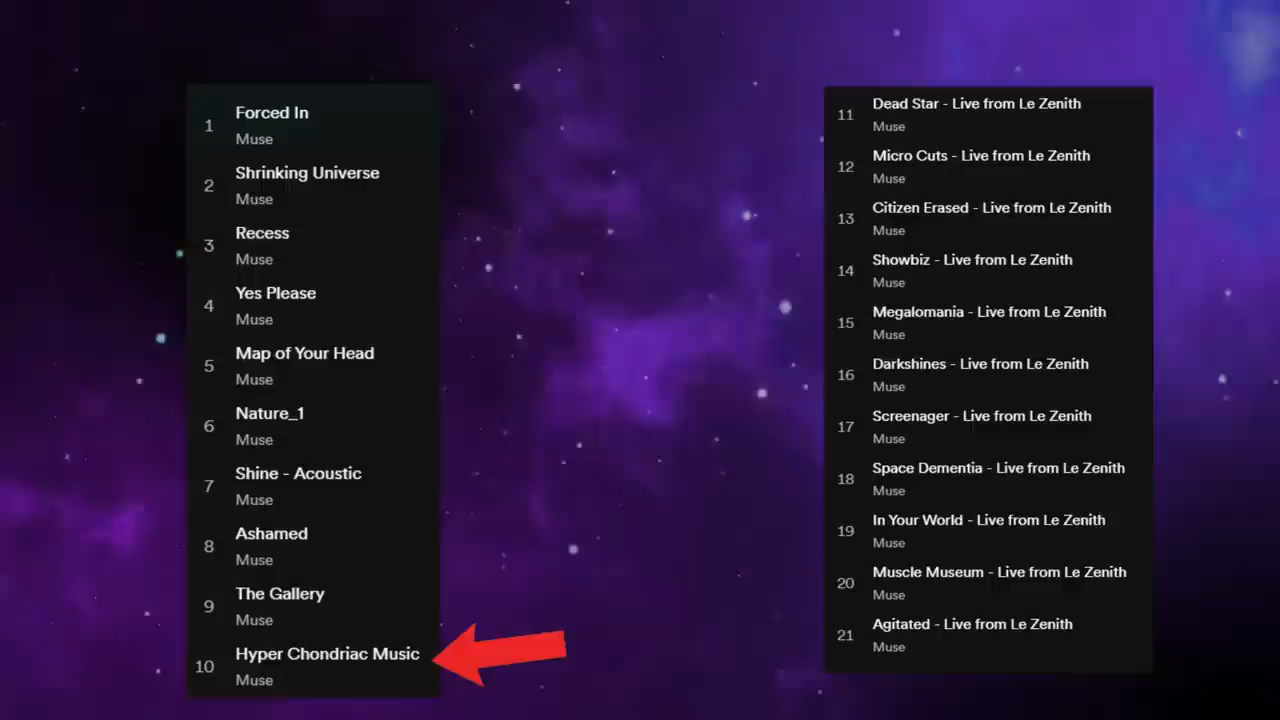 1
Forced In
Muse
2
Shrinking Universe
Muse
3
Recess
Muse
4
Yes Please
Muse
5
Map of Your Head
Muse
6
Nature_1
Muse
7
Shine - Acoustic
Muse
8
Ashamed
Muse
9
The Gallery
Muse
10
Hyper Chondriac Music
Muse
11
Dead Star - Live from Le Zenith
Muse
12
Micro Cuts - Live from Le Zenith
Muse
13
Citizen Erased - Live from Le Zenith
Muse
14
Showbiz - Live from Le Zenith
Muse
15
Megalomania - Live from Le Zenith
Muse
16
Darkshines - Live from Le Zenith
Muse
17
Screenager - Live from Le Zenith
Muse
18
Space Dementia - Live from Le Zenith
Muse
19
In Your World - Live from Le Zenith
Muse
20
Muscle Museum - Live from Le Zenith
Muse
21
Agitated - Live from Le Zenith
Muse